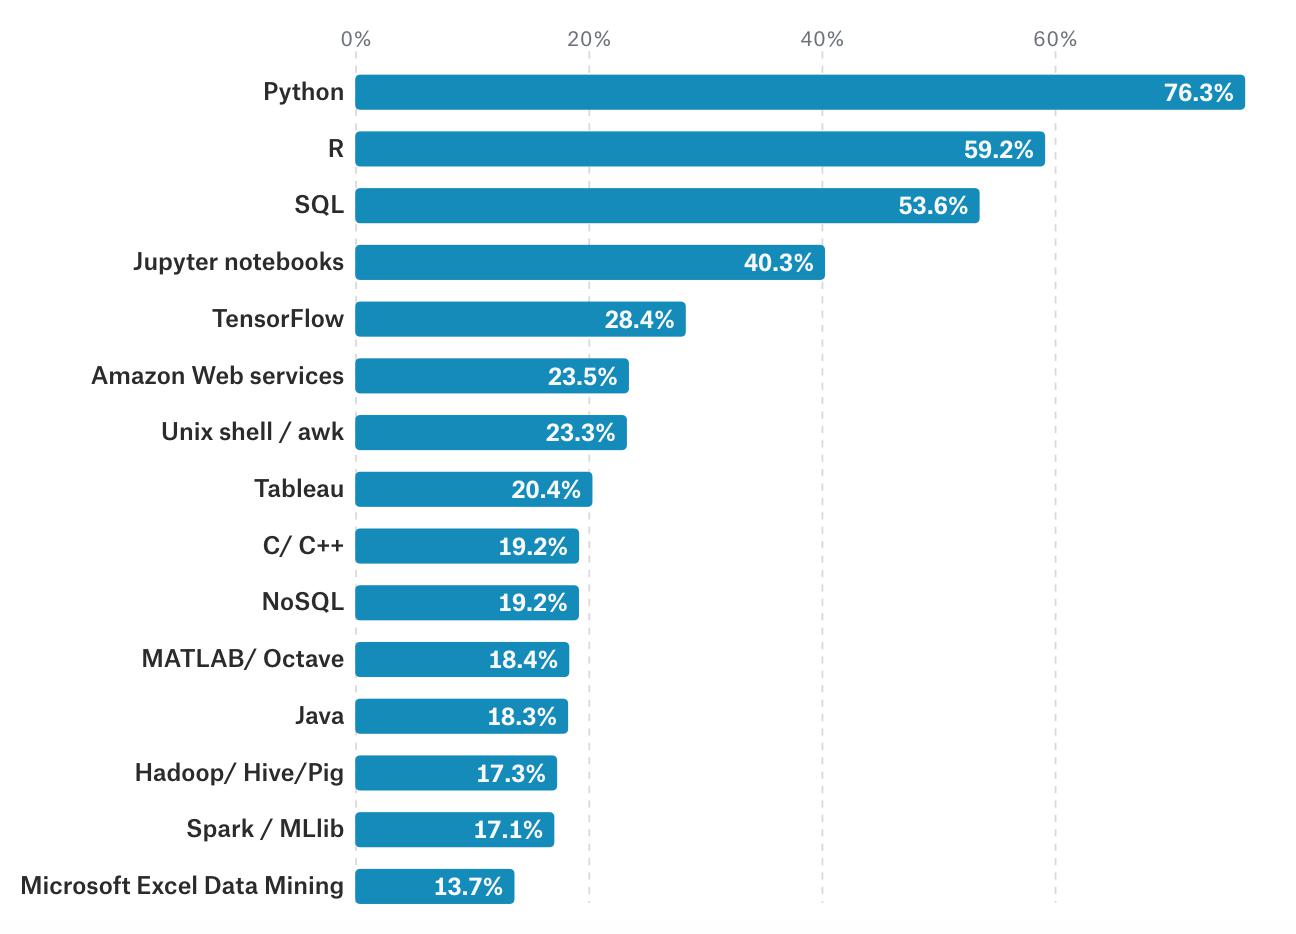 0% 20% 40% 60%
Python 76.3%
R 59.2%
SQL 53.6%
Jupyter notebooks 40.3%
TensorFlow 28.4%
Amazon Web services 23.5%
Unix shell / awk 23.3%
Tableau 20.4%
C/ C++ 19.2%
NoSQL 19.2%
MATLAB/ Octave 18.4%
Java 18.3%
Hadoop/ Hive/Pig 17.3%
Spark / MLlib 17.1%
Microsoft Excel Data Mining 13.7%